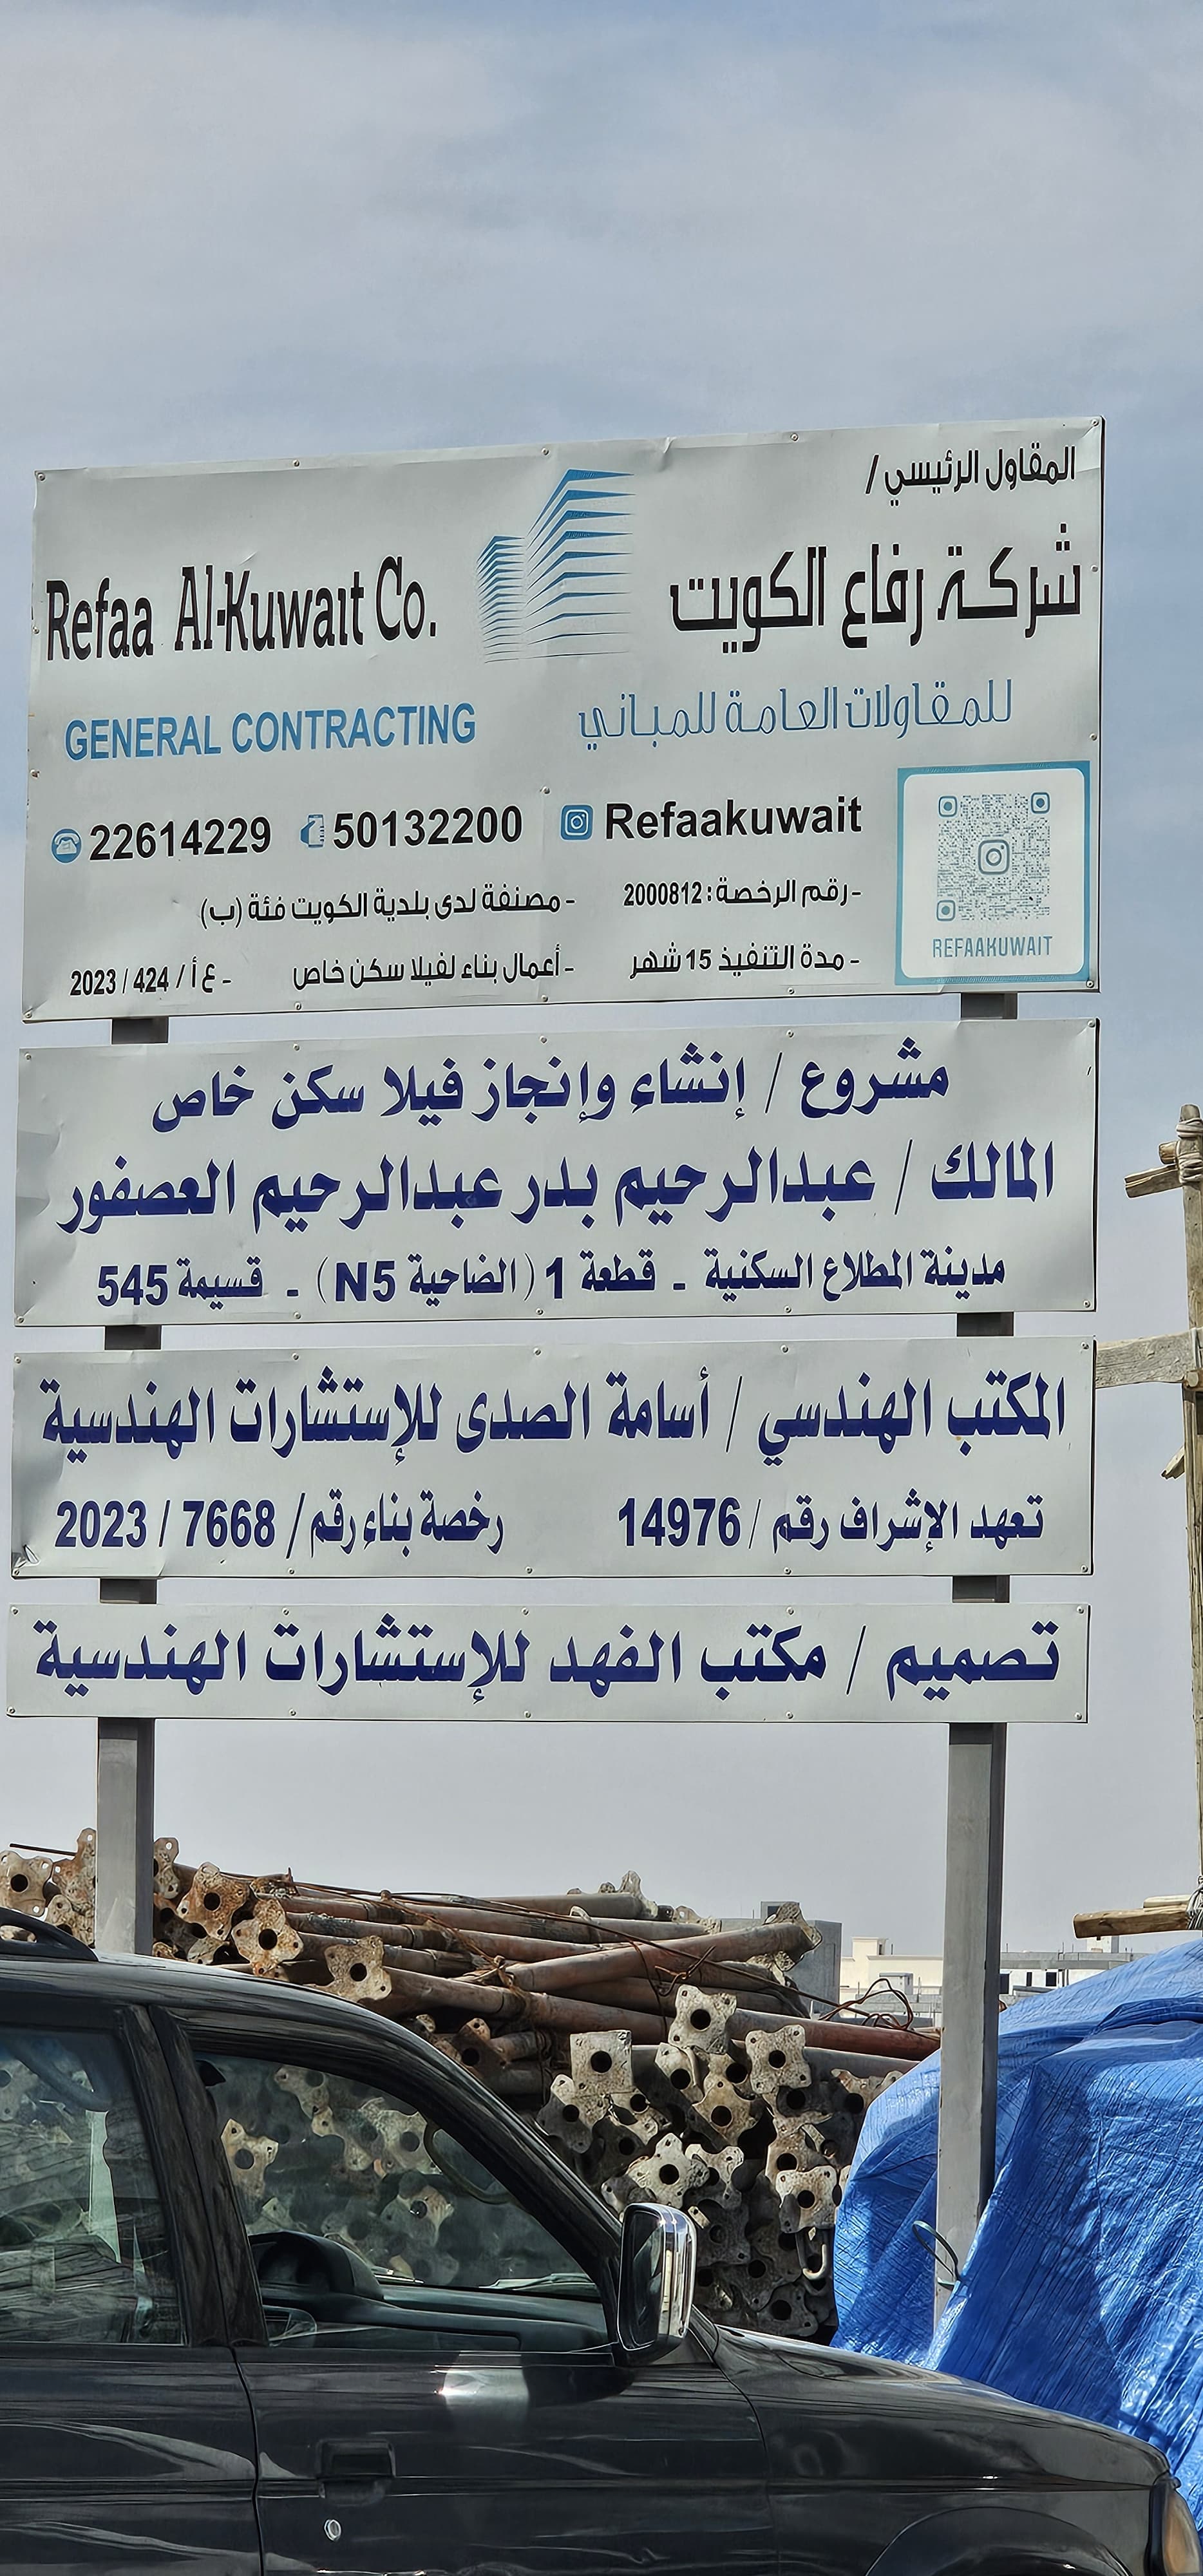 المقاول الرئيسي /
شركة رفاع الكويت
Refaa Al-Kuwait Co.
للمقاولات العامة للمباني
GENERAL CONTRACTING
22614229 50132200 Refaakuwait
- رقم الرخصة : 2000812 - مصنفة لدى بلدية الكويت فئة (ب)
- مدة التنفيذ 15 شهر - أعمال بناء لفيلا سكن خاص - ع أ / 424 / 2023
REFAAKUWAIT
مشروع / إنشاء وإنجاز فيلا سكن خاص
المالك / عبدالرحيم بدر عبدالرحيم العصفور
مدينة المطلاع السكنية - قطعة 1 (الضاحية N5) - قسيمة 545
المكتب الهندسي / أسامة الصدى للإستشارات الهندسية
تعهد الإشراف رقم / 14976 رخصة بناء رقم / 7668 / 2023
تصميم / مكتب الفهد للإستشارات الهندسية